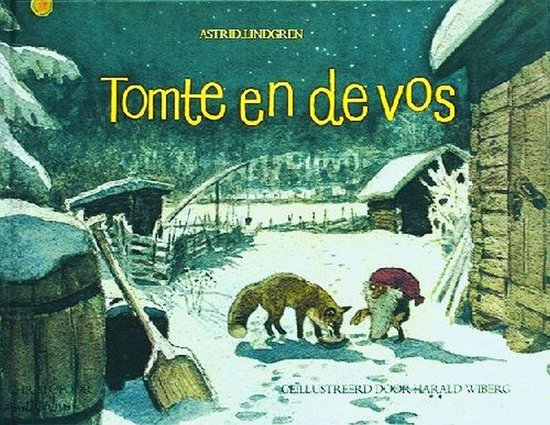 ASTRID LINDGREN
Tomte en de vos
GEÏLLUSTREERD DOOR HARALD WIBERG